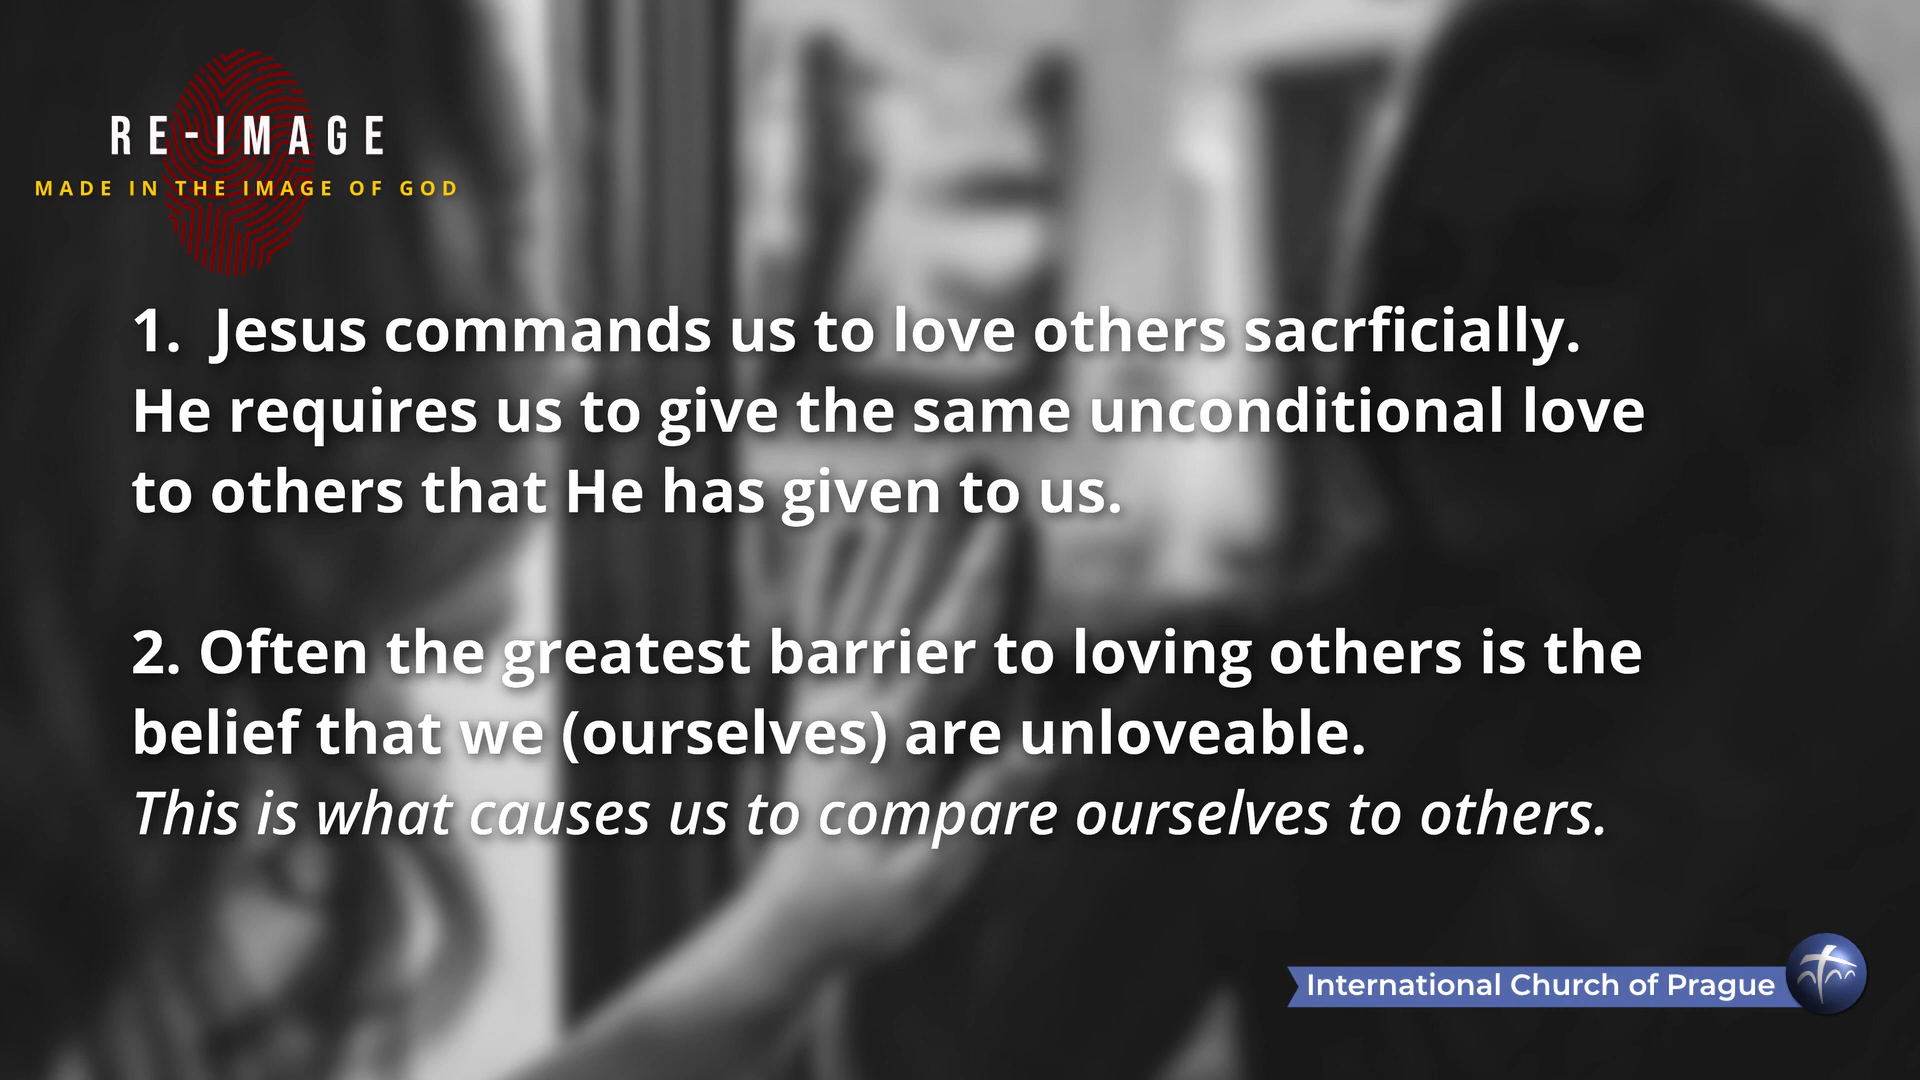 RE-IMAGE
MADE IN THE IMAGE OF GOD
1. Jesus commands us to love others sacrficially.
He requires us to give the same unconditional love
to others that He has given to us.
2. Often the greatest barrier to loving others is the
belief that we (ourselves) are unloveable.
This is what causes us to compare ourselves to others.
International Church of Prague